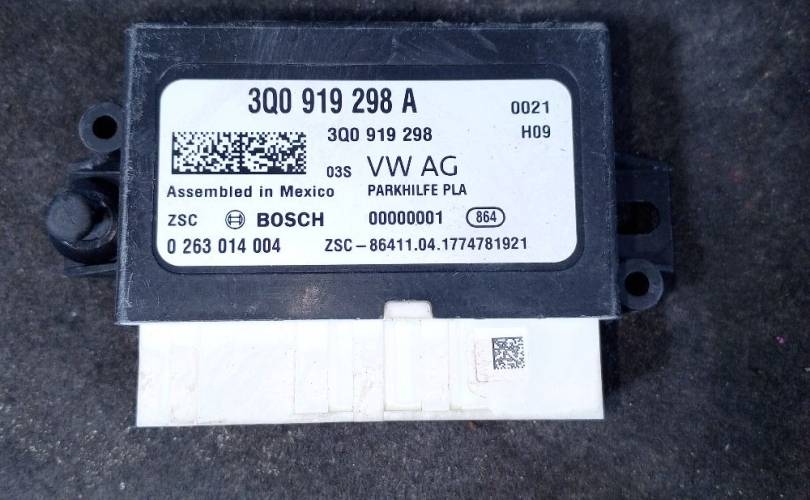 3Q0 919 298 A
0021
3Q0 919 298
H09
03S VW AG
Assembled in Mexico
PARKHILFE PLA
ZSC BOSCH 00000001 864
0 263 014 004 ZSC-86411.04.1774781921